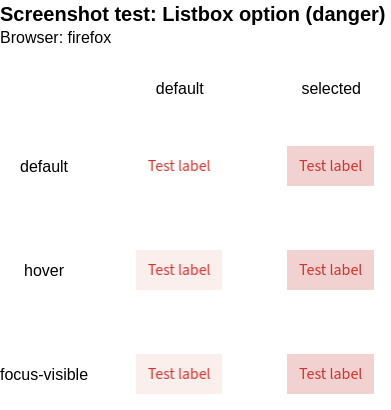 Screenshot test: Listbox option (danger)
Browser: firefox
default selected
default Test label Test label
hover Test label Test label
focus-visible Test label Test label